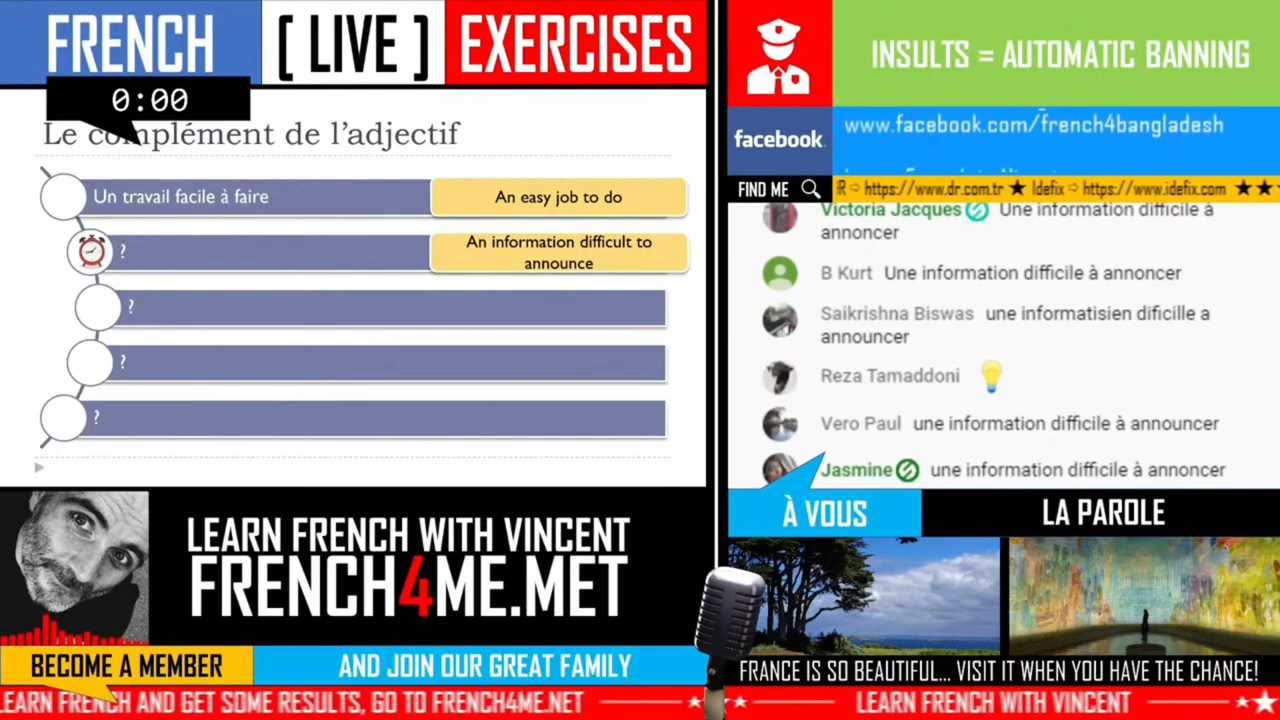 FRENCH
[ LIVE ]
EXERCISES
0:00
Le complément de l’adjectif
Un travail facile à faire
An easy job to do
?
An information difficult to
announce
?
?
?
LEARN FRENCH WITH VINCENT
FRENCH4ME.MET
BECOME A MEMBER
AND JOIN OUR GREAT FAMILY
LEARN FRENCH AND GET SOME RESULTS, GO TO FRENCH4ME.NET
INSULTS = AUTOMATIC BANNING
facebook
www.facebook.com/french4bangladesh
FIND ME
https://www.dr.com.tr ★ Idefix ⇨ https://www.idefix.com ★ ★ ★
Victoria Jacques Une information difficile à
annoncer
B Kurt Une information difficile à annoncer
Saikrishna Biswas une informatisien dificille a
announcer
Reza Tamaddoni
Vero Paul une information difficile à announcer
Jasmine une information difficile à annoncer
À VOUS
LA PAROLE
FRANCE IS SO BEAUTIFUL... VISIT IT WHEN YOU HAVE THE CHANCE!
LEARN FRENCH WITH VINCENT